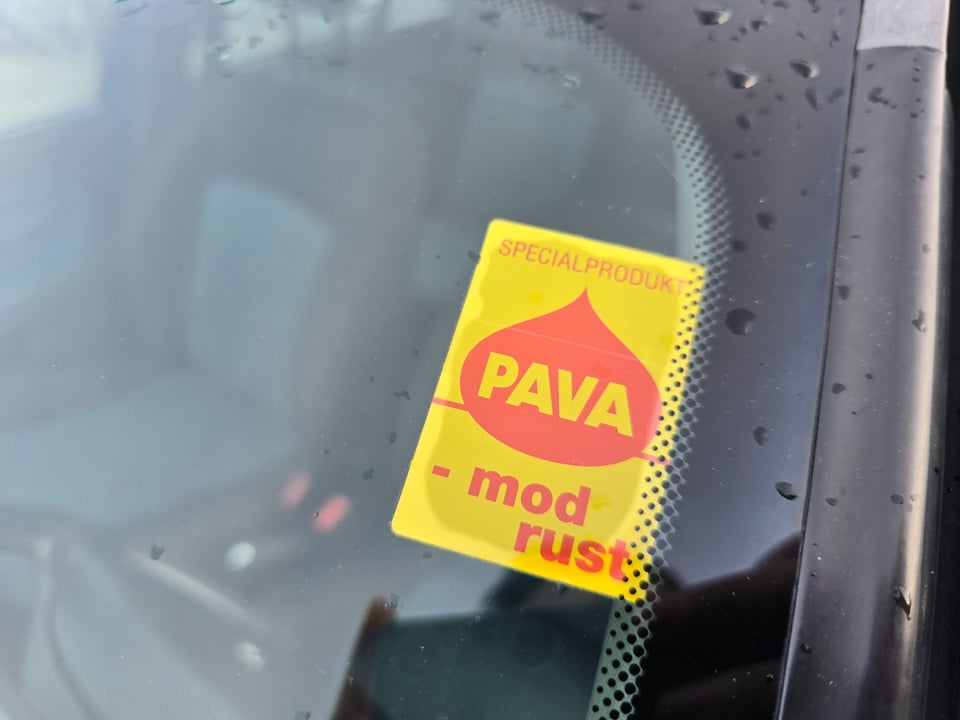 SPECIALPRODUKT
PAVA
- mod
rust